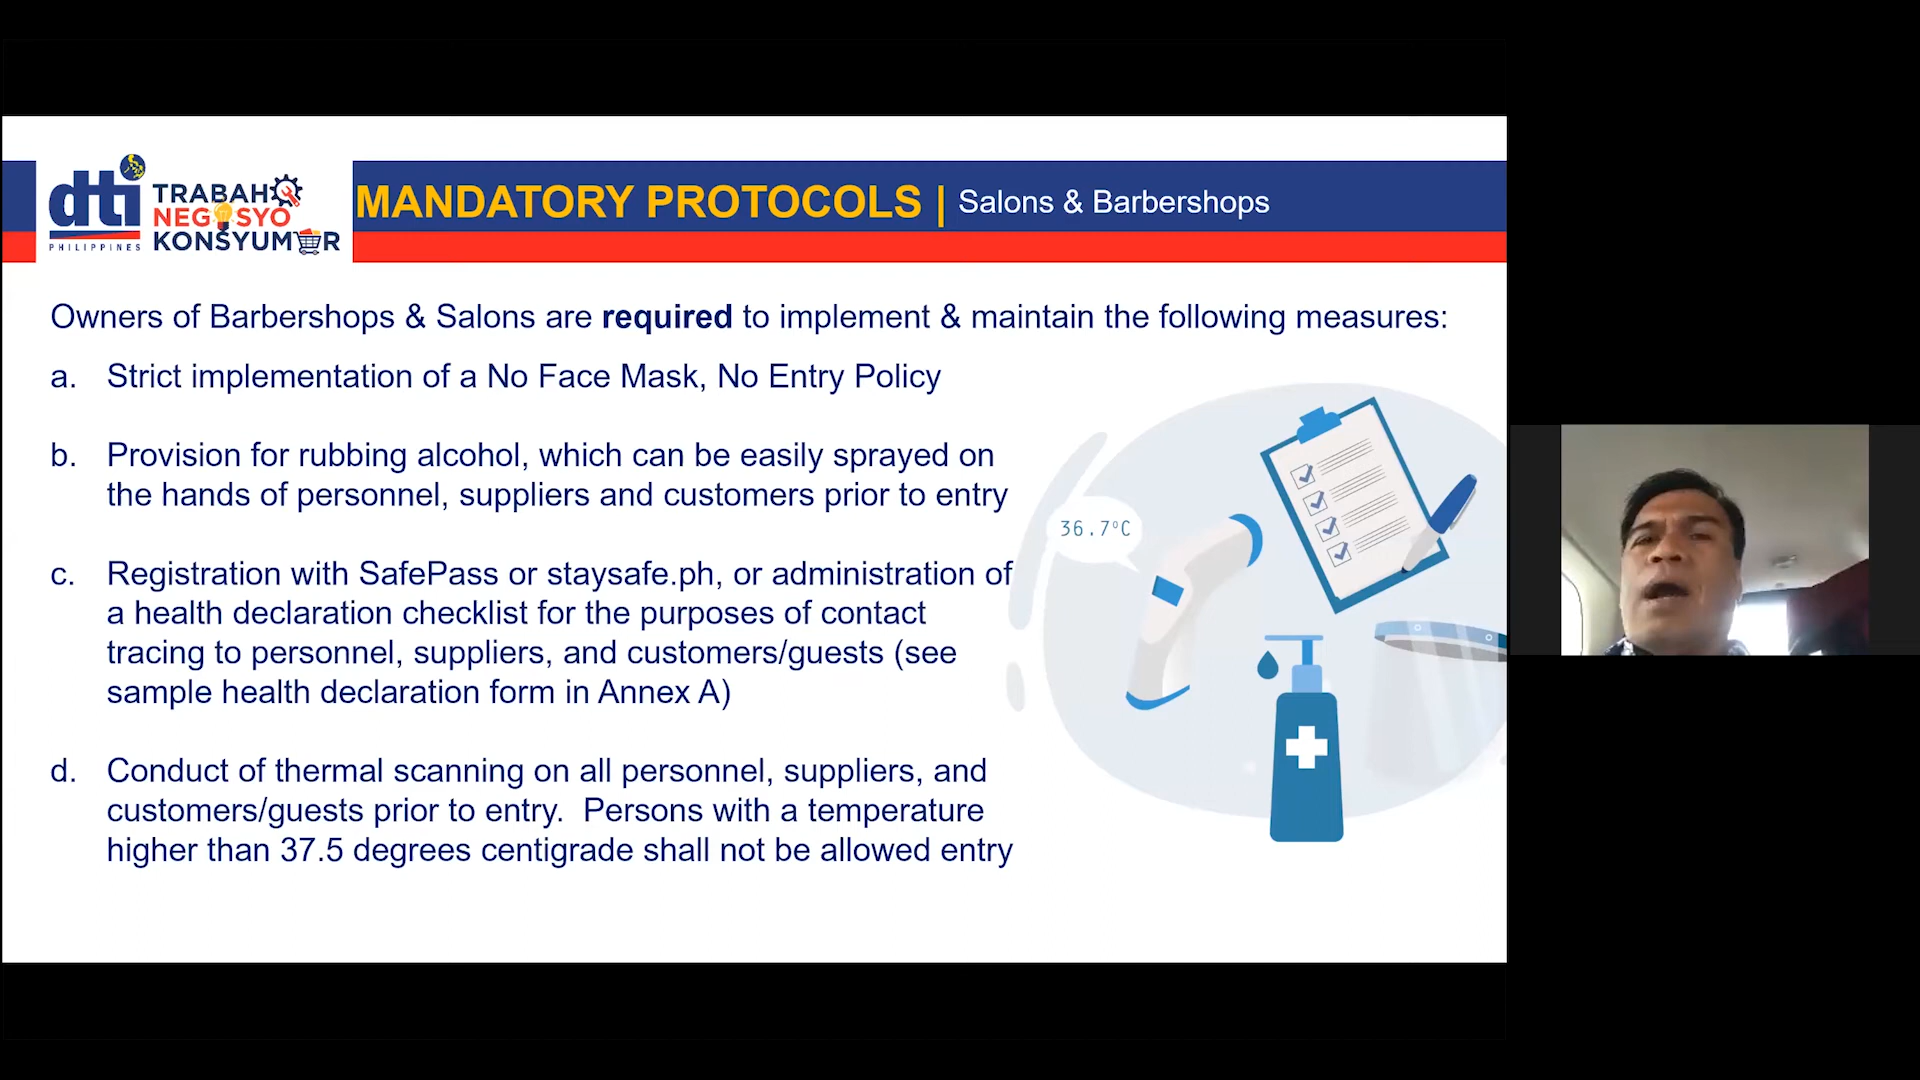 dti
PHILIPPINES
TRABAHO
NEGOSYO
KONSYUMER
MANDATORY PROTOCOLS | Salons & Barbershops
Owners of Barbershops & Salons are required to implement & maintain the following measures:
a. Strict implementation of a No Face Mask, No Entry Policy
b. Provision for rubbing alcohol, which can be easily sprayed on
the hands of personnel, suppliers and customers prior to entry
c. Registration with SafePass or staysafe.ph, or administration of
a health declaration checklist for the purposes of contact
tracing to personnel, suppliers, and customers/guests (see
sample health declaration form in Annex A)
d. Conduct of thermal scanning on all personnel, suppliers, and
customers/guests prior to entry. Persons with a temperature
higher than 37.5 degrees centigrade shall not be allowed entry
36.7°C